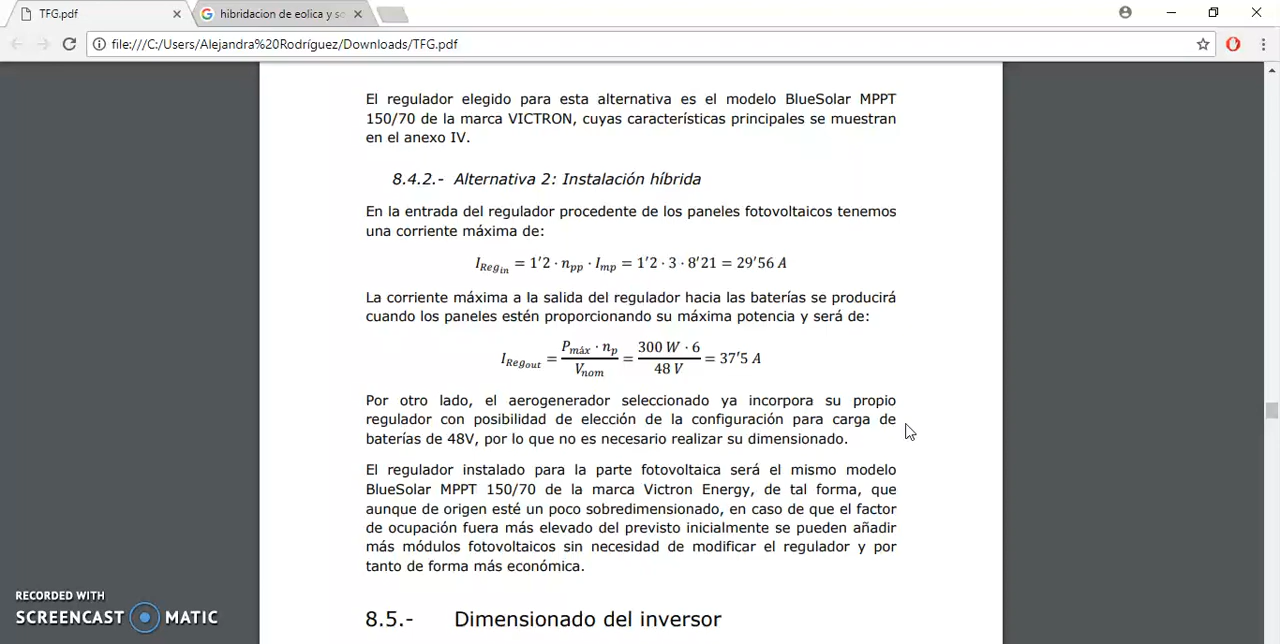 TFG.pdf
hibridacion de eolica y so
file:///C:/Users/Alejandra%20Rodríguez/Downloads/TFG.pdf
El regulador elegido para esta alternativa es el modelo BlueSolar MPPT
150/70 de la marca VICTRON, cuyas características principales se muestran
en el anexo IV.
8.4.2.- Alternativa 2: Instalación híbrida
En la entrada del regulador procedente de los paneles fotovoltaicos tenemos
una corriente máxima de:
I_Reg_in = 1'2 · n_pp · I_mp = 1'2 · 3 · 8'21 = 29'56 A
La corriente máxima a la salida del regulador hacia las baterías se producirá
cuando los paneles estén proporcionando su máxima potencia y será de:
I_Reg_out = P_máx · n_p / V_nom = 300 W · 6 / 48 V = 37'5 A
Por otro lado, el aerogenerador seleccionado ya incorpora su propio
regulador con posibilidad de elección de la configuración para carga de
baterías de 48V, por lo que no es necesario realizar su dimensionado.
El regulador instalado para la parte fotovoltaica será el mismo modelo
BlueSolar MPPT 150/70 de la marca Victron Energy, de tal forma, que
aunque de origen esté un poco sobredimensionado, en caso de que el factor
de ocupación fuera más elevado del previsto inicialmente se pueden añadir
más módulos fotovoltaicos sin necesidad de modificar el regulador y por
tanto de forma más económica.
8.5.- Dimensionado del inversor
RECORDED WITH
SCREENCAST MATIC